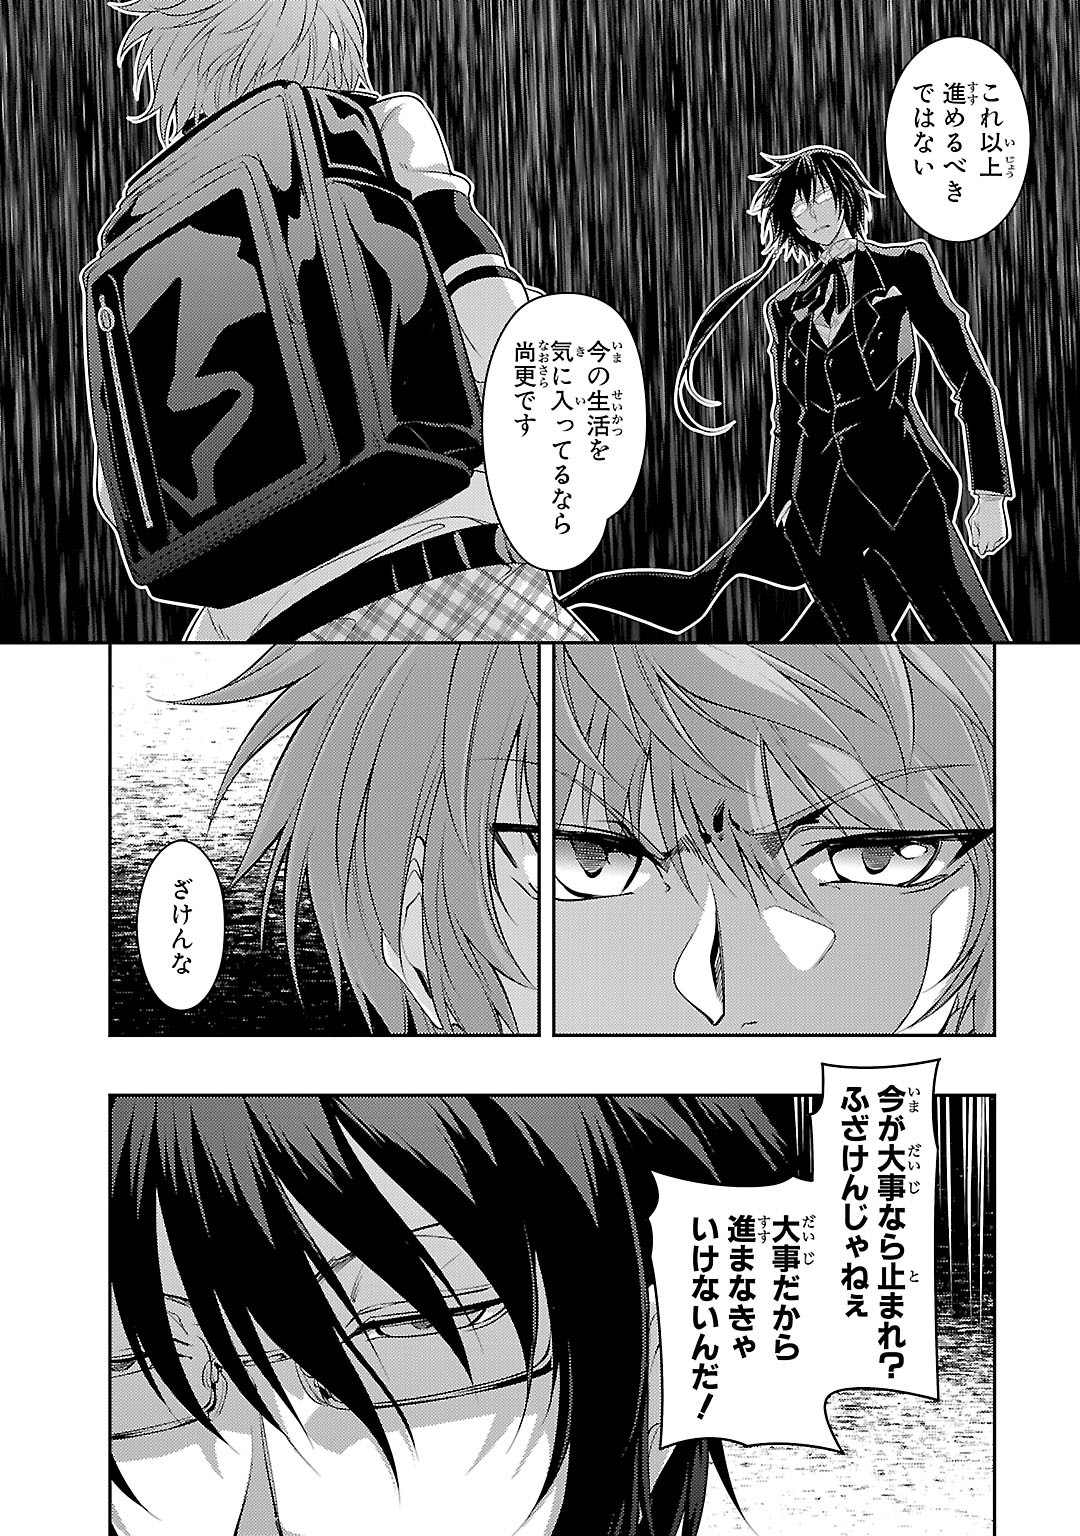 これ以上
進めるべき
ではない
今の生活を
気に入ってるなら
尚更です
ざけんな
今が大事なら止まれ？
ふざけんじゃねぇ
大事だから
進まなきゃ
いけないんだ！